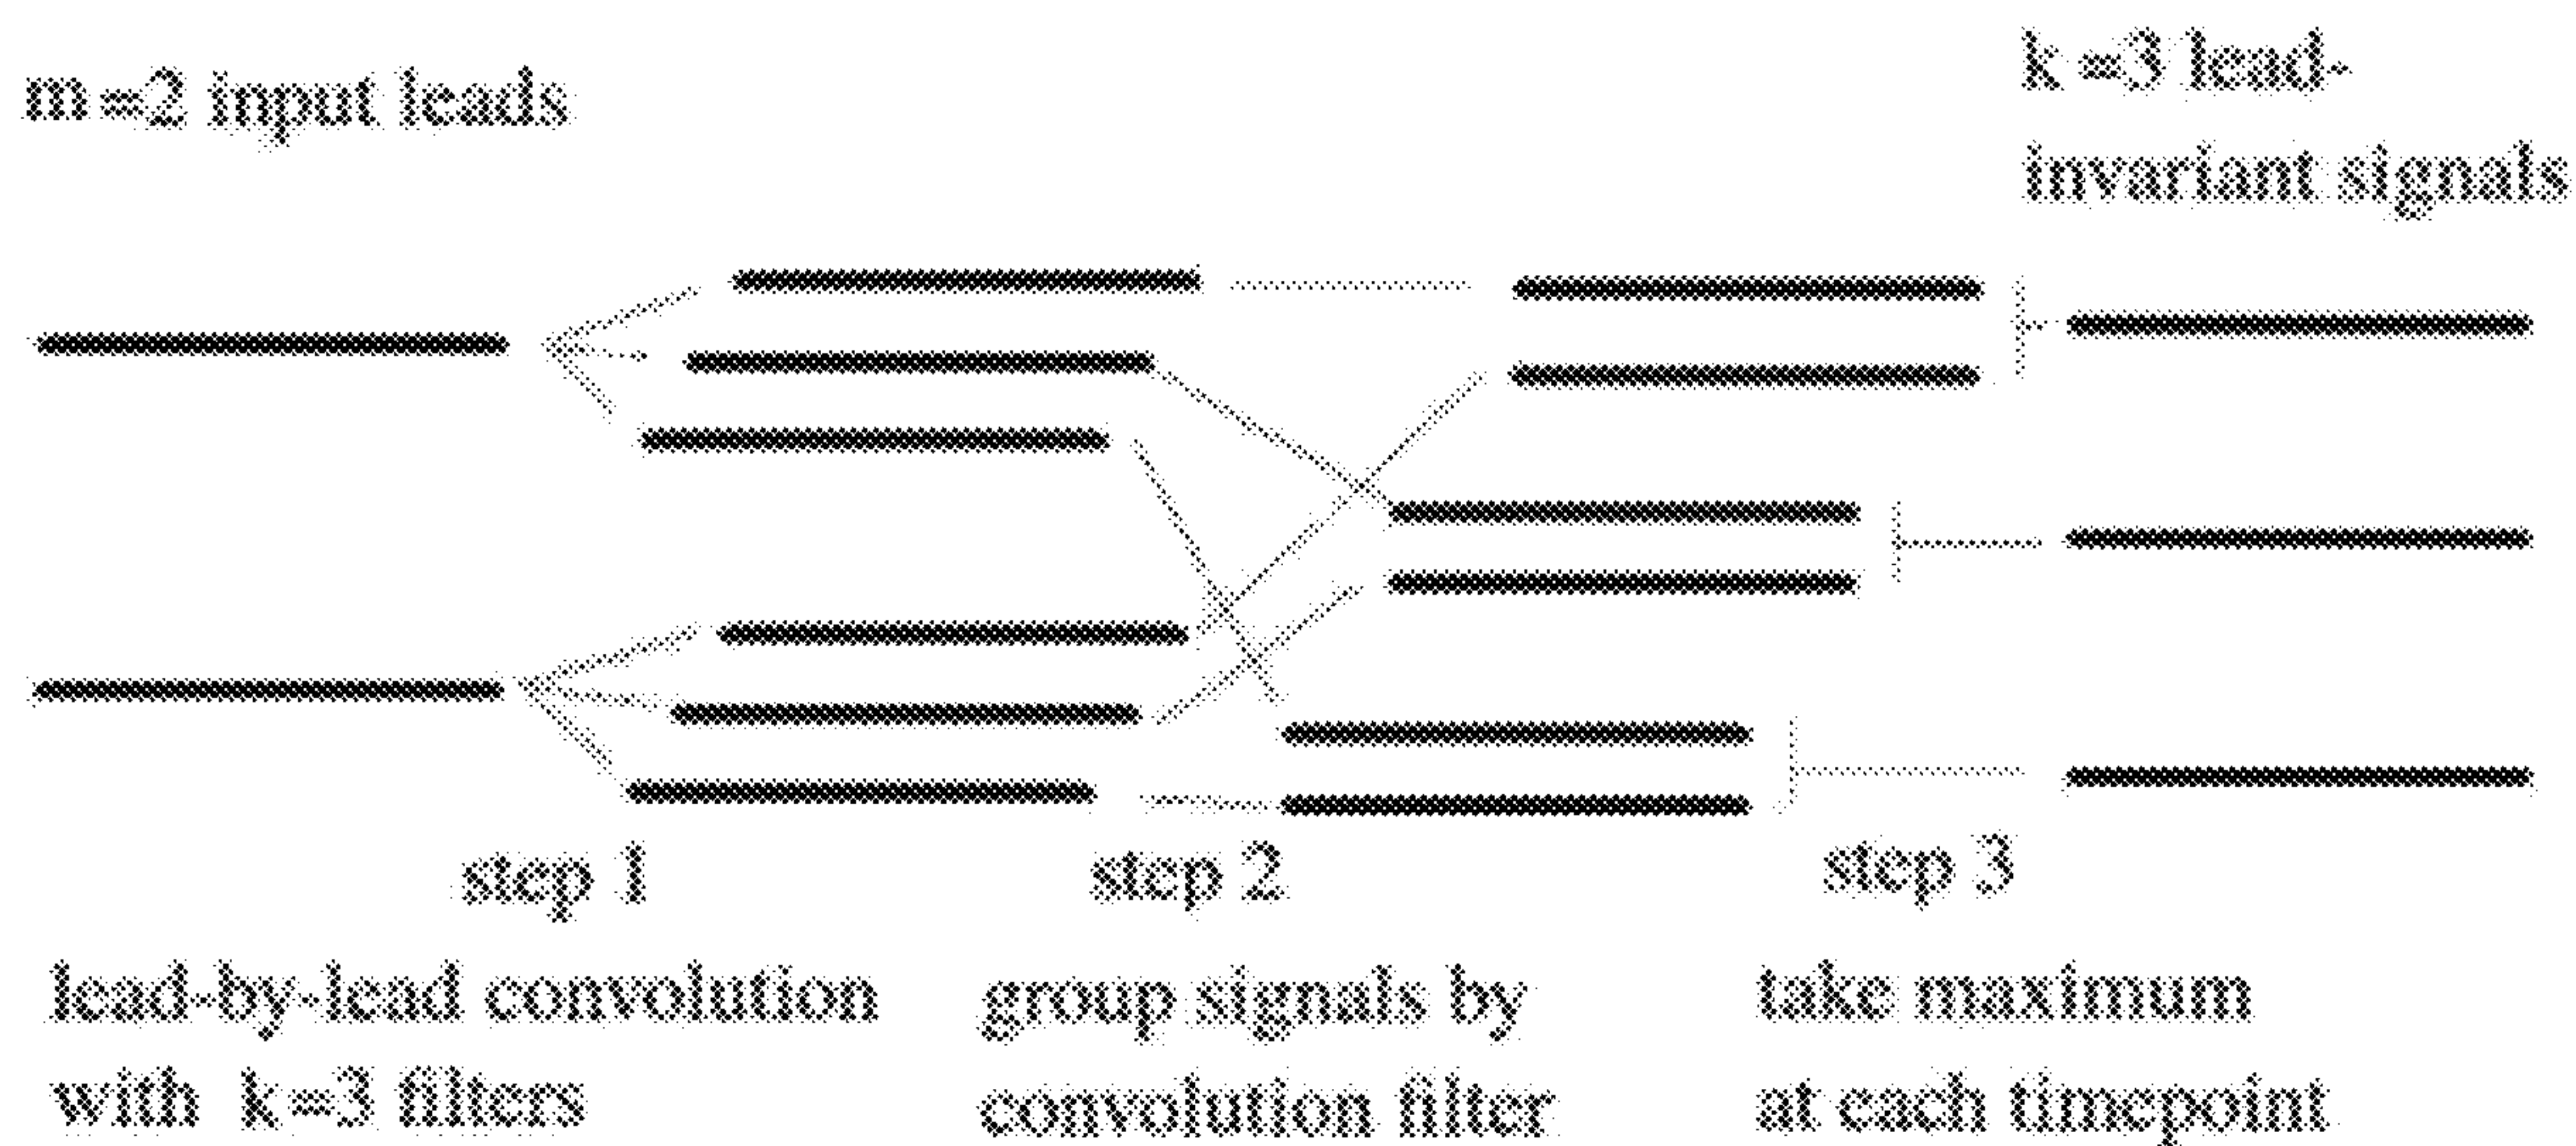 m=2 input leads
k=3 lead-
invariant signals
step 1
step 2
step 3
lead-by-lead convolution
with k=3 filters
group signals by
convolution filter
take maximum
at each timepoint